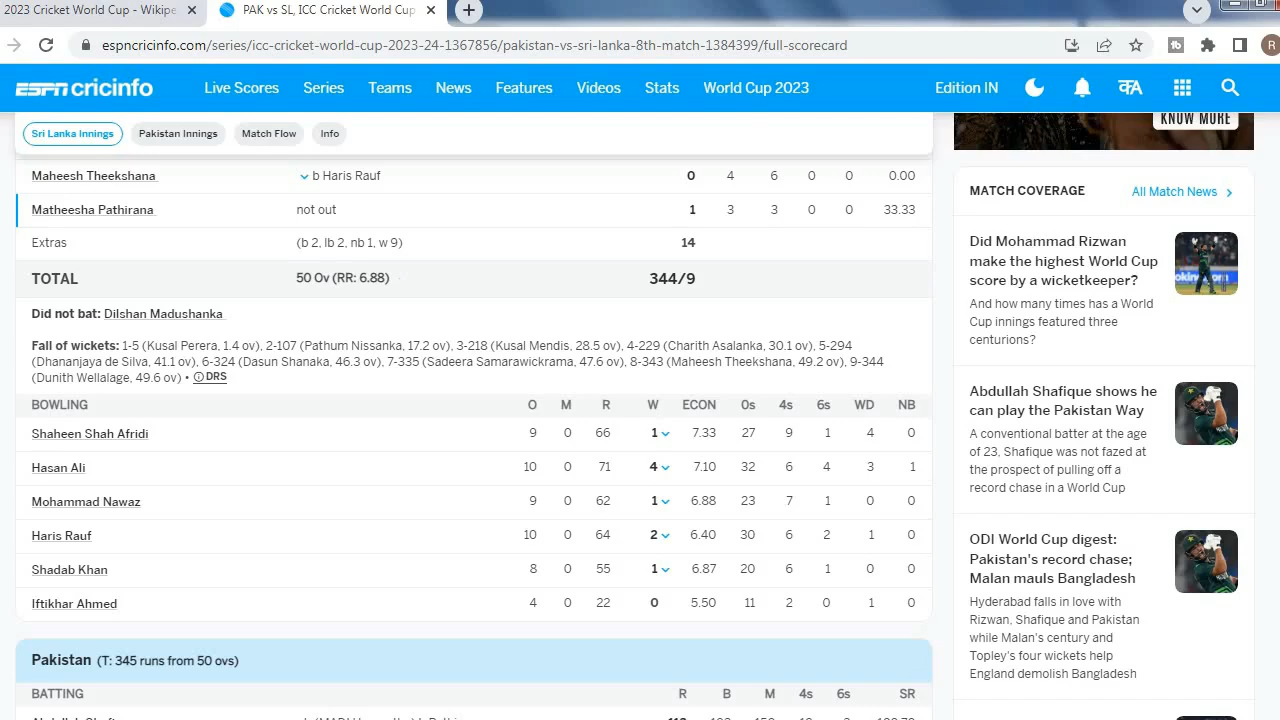 2023 Cricket World Cup - Wikipe
PAK vs SL, ICC Cricket World Cup
espncricinfo.com/series/icc-cricket-world-cup-2023-24-1367856/pakistan-vs-sri-lanka-8th-match-1384399/full-scorecard
R
ESPN cricinfo Live Scores Series Teams News Features Videos Stats World Cup 2023 Edition IN
KNOW MORE
Sri Lanka Innings Pakistan Innings Match Flow Info
Maheesh Theekshana b Haris Rauf 0 4 6 0 0 0.00
Matheesha Pathirana not out 1 3 3 0 0 33.33
Extras (b 2, lb 2, nb 1, w 9) 14
TOTAL 50 Ov (RR: 6.88) 344/9
Did not bat: Dilshan Madushanka
Fall of wickets: 1-5 (Kusal Perera, 1.4 ov), 2-107 (Pathum Nissanka, 17.2 ov), 3-218 (Kusal Mendis, 28.5 ov), 4-229 (Charith Asalanka, 30.1 ov), 5-294
(Dhananjaya de Silva, 41.1 ov), 6-324 (Dasun Shanaka, 46.3 ov), 7-335 (Sadeera Samarawickrama, 47.6 ov), 8-343 (Maheesh Theekshana, 49.2 ov), 9-344
(Dunith Wellalage, 49.6 ov) • DRS
BOWLING O M R W ECON 0s 4s 6s WD NB
Shaheen Shah Afridi 9 0 66 1 7.33 27 9 1 4 0
Hasan Ali 10 0 71 4 7.10 32 6 4 3 1
Mohammad Nawaz 9 0 62 1 6.88 23 7 1 0 0
Haris Rauf 10 0 64 2 6.40 30 6 2 1 0
Shadab Khan 8 0 55 1 6.87 20 6 1 0 0
Iftikhar Ahmed 4 0 22 0 5.50 11 2 0 1 0
Pakistan (T: 345 runs from 50 ovs)
BATTING R B M 4s 6s SR
MATCH COVERAGE All Match News
Did Mohammad Rizwan
make the highest World Cup
score by a wicketkeeper?
And how many times has a World
Cup innings featured three
centurions?
Abdullah Shafique shows he
can play the Pakistan Way
A conventional batter at the age
of 23, Shafique was not fazed at
the prospect of pulling off a
record chase in a World Cup
ODI World Cup digest:
Pakistan's record chase;
Malan mauls Bangladesh
Hyderabad falls in love with
Rizwan, Shafique and Pakistan
while Malan's century and
Topley's four wickets help
England demolish Bangladesh